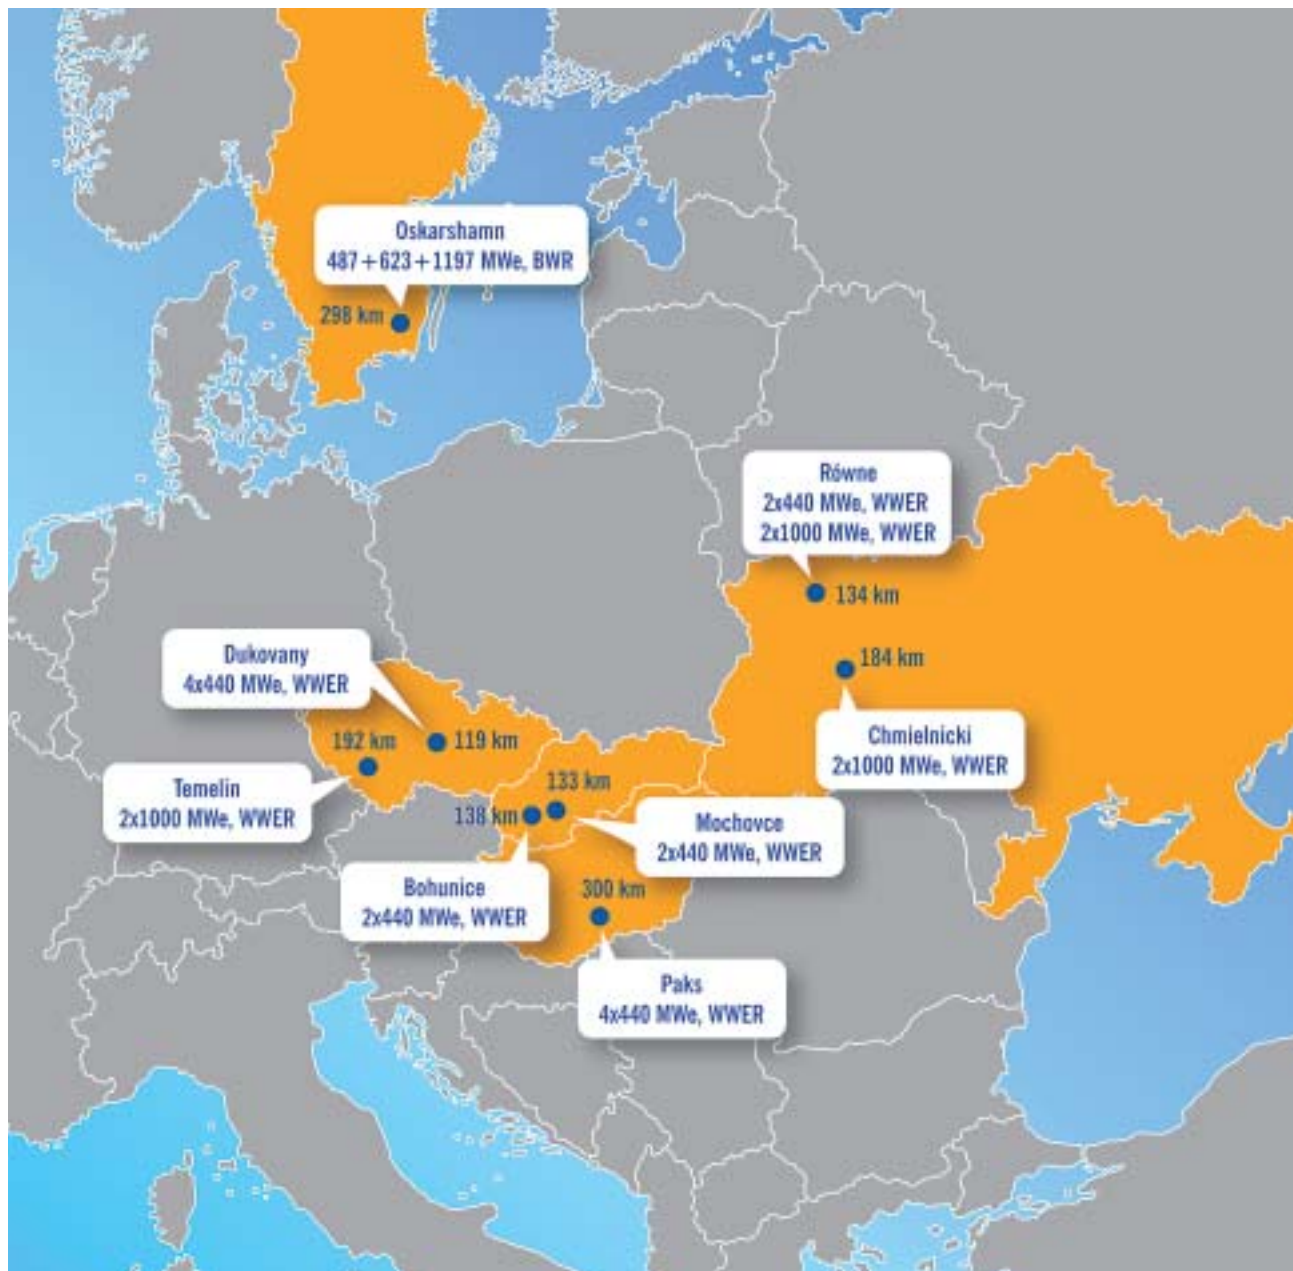 Oskarshamn
487+623+1197 MWe, BWR
298 km
Równe
2x440 MWe, WWER
2x1000 MWe, WWER
134 km
184 km
Chmielnicki
2x1000 MWe, WWER
Dukovany
4x440 MWe, WWER
119 km
192 km
Temelin
2x1000 MWe, WWER
133 km
138 km
Mochovce
2x440 MWe, WWER
Bohunice
2x440 MWe, WWER
300 km
Paks
4x440 MWe, WWER